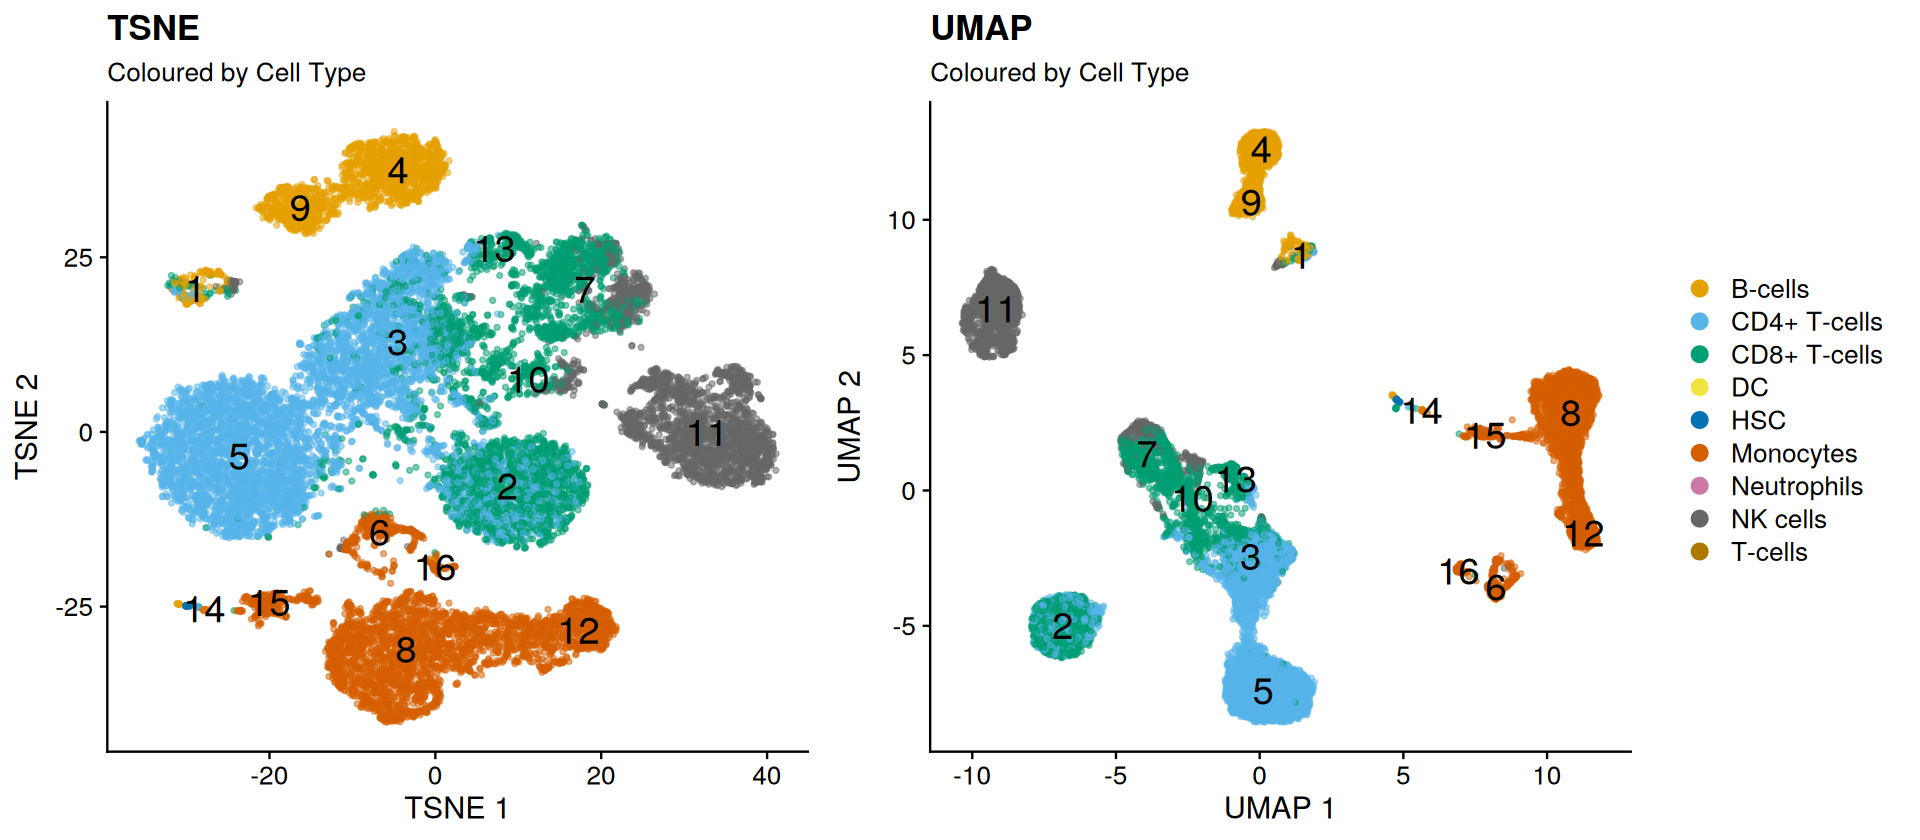 TSNE
Coloured by Cell Type
4
9
13
1
7
3
10
11
5
2
6
16
14
15
12
8
25
0
-25
-20
0
20
40
TSNE 1
TSNE 2
UMAP
Coloured by Cell Type
4
9
1
11
8
14
15
7
13
10
12
3
16
6
2
5
10
5
0
-5
-10
-5
0
5
10
UMAP 1
UMAP 2
B-cells
CD4+ T-cells
CD8+ T-cells
DC
HSC
Monocytes
Neutrophils
NK cells
T-cells